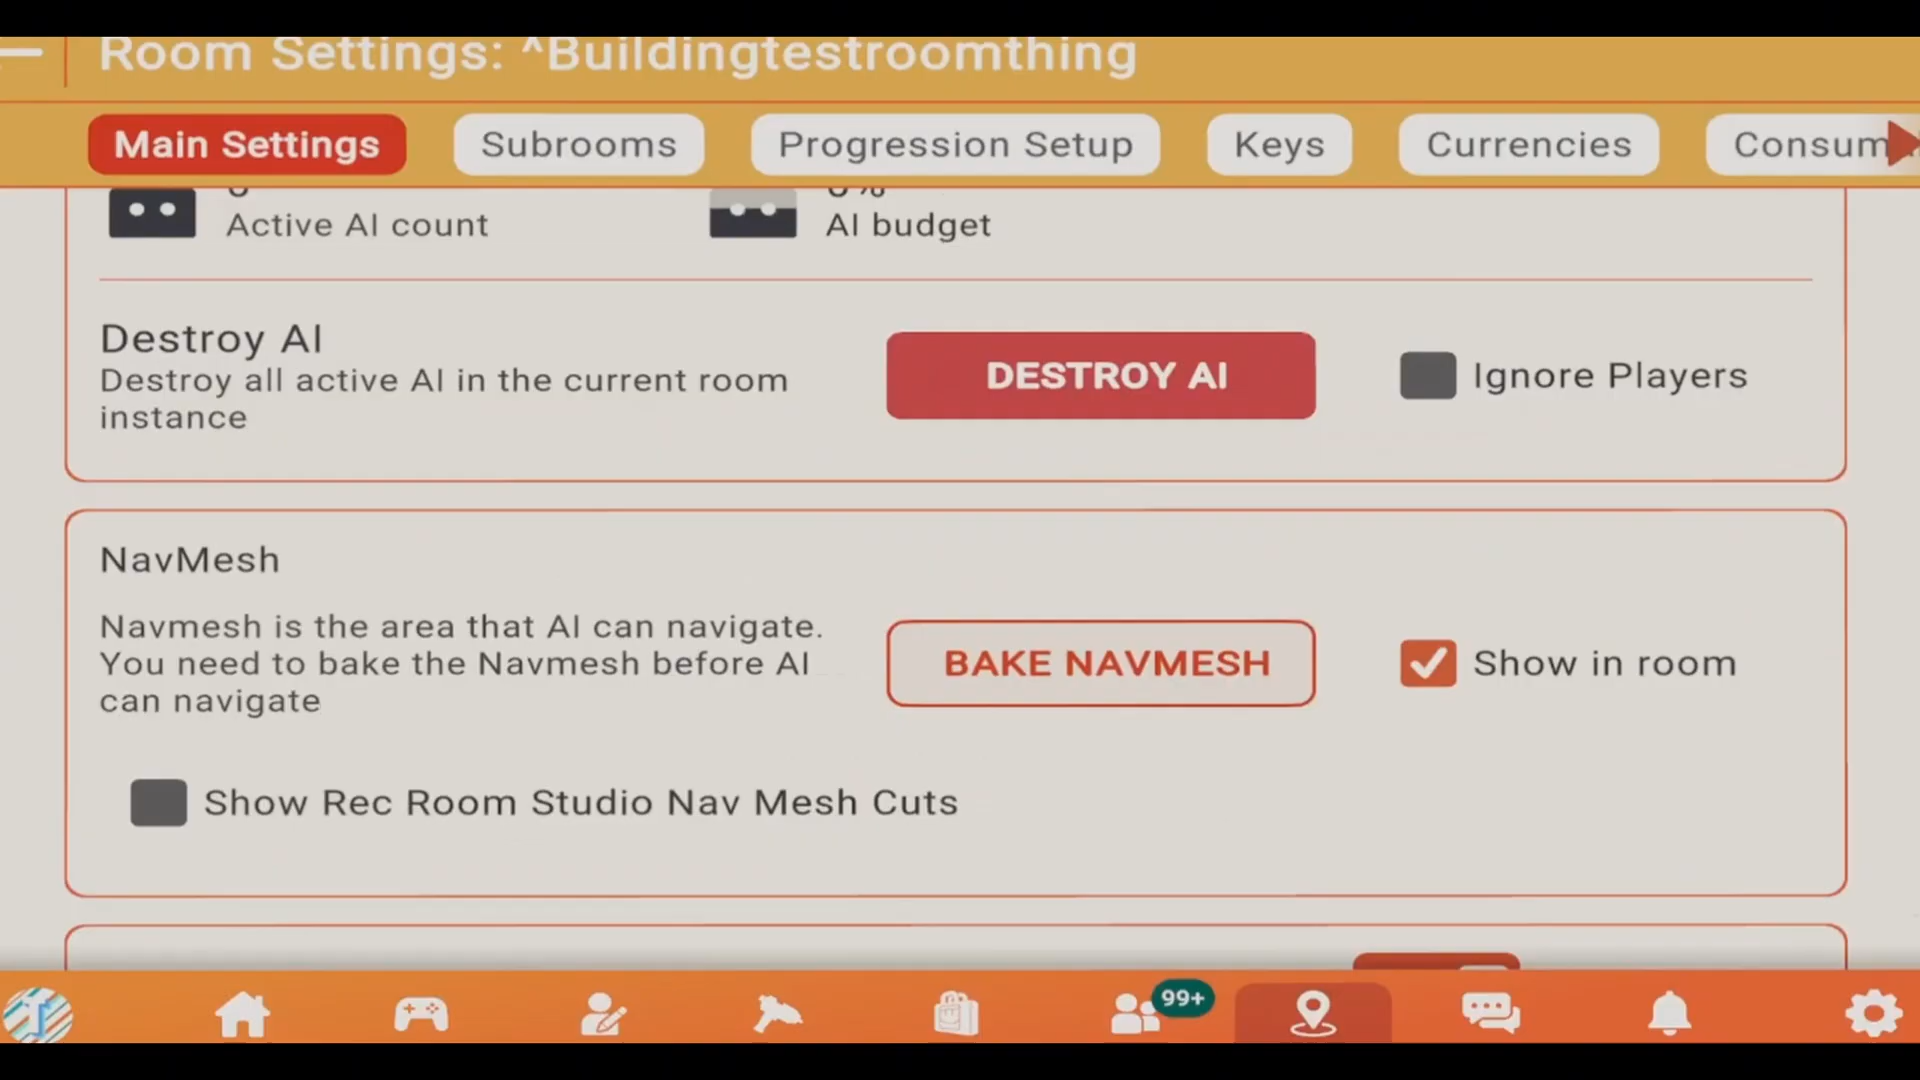 Room Settings: ^Buildingtestroomthing
Main Settings
Subrooms
Progression Setup
Keys
Currencies
Consum
Active AI count
AI budget
Destroy AI
Destroy all active AI in the current room
instance
DESTROY AI
Ignore Players
NavMesh
Navmesh is the area that AI can navigate.
You need to bake the Navmesh before AI
can navigate
BAKE NAVMESH
Show in room
Show Rec Room Studio Nav Mesh Cuts
99+